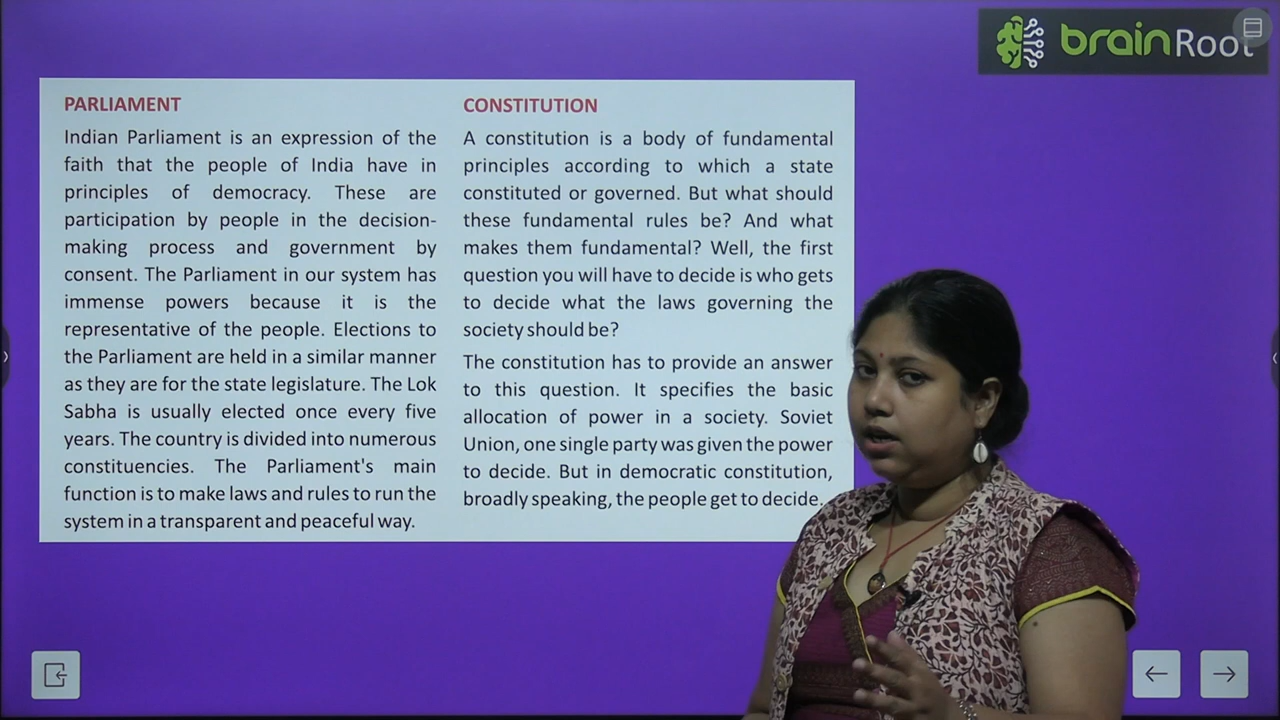 brainRoot
PARLIAMENT
Indian Parliament is an expression of the
faith that the people of India have in
principles of democracy. These are
participation by people in the decision-
making process and government by
consent. The Parliament in our system has
immense powers because it is the
representative of the people. Elections to
the Parliament are held in a similar manner
as they are for the state legislature. The Lok
Sabha is usually elected once every five
years. The country is divided into numerous
constituencies. The Parliament's main
function is to make laws and rules to run the
system in a transparent and peaceful way.
CONSTITUTION
A constitution is a body of fundamental
principles according to which a state
constituted or governed. But what should
these fundamental rules be? And what
makes them fundamental? Well, the first
question you will have to decide is who gets
to decide what the laws governing the
society should be?
The constitution has to provide an answer
to this question. It specifies the basic
allocation of power in a society. Soviet
Union, one single party was given the power
to decide. But in democratic constitution,
broadly speaking, the people get to decide.